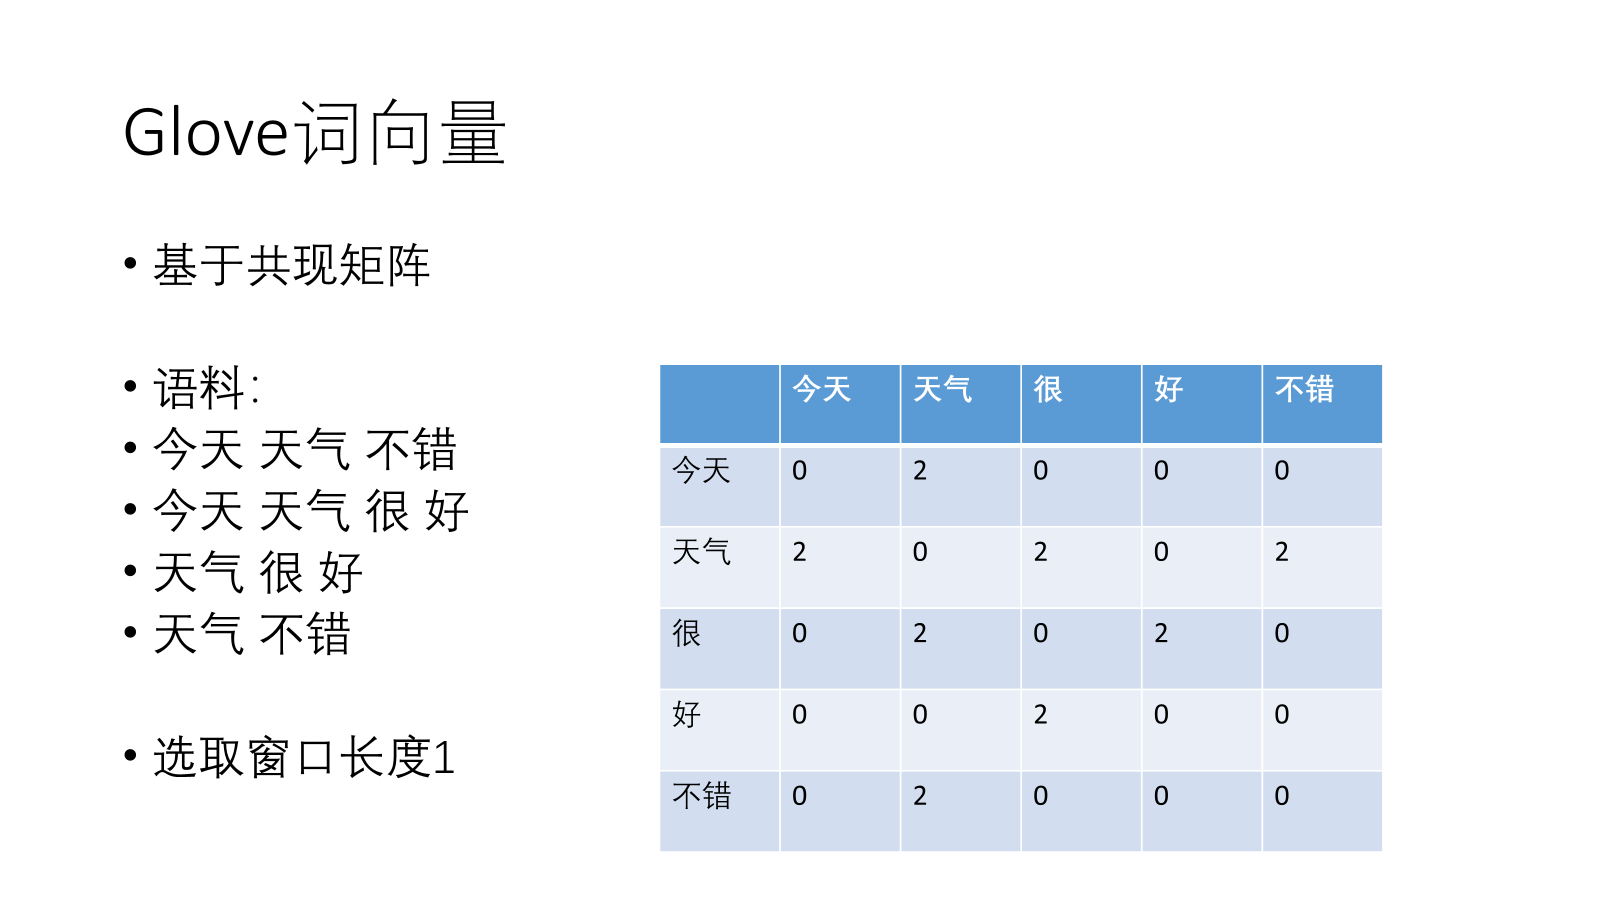 Glove词向量
• 基于共现矩阵
• 语料：
• 今天 天气 不错
• 今天 天气 很 好
• 天气 很 好
• 天气 不错
• 选取窗口长度1
今天 天气 很 好 不错
今天 0 2 0 0 0
天气 2 0 2 0 2
很 0 2 0 2 0
好 0 0 2 0 0
不错 0 2 0 0 0